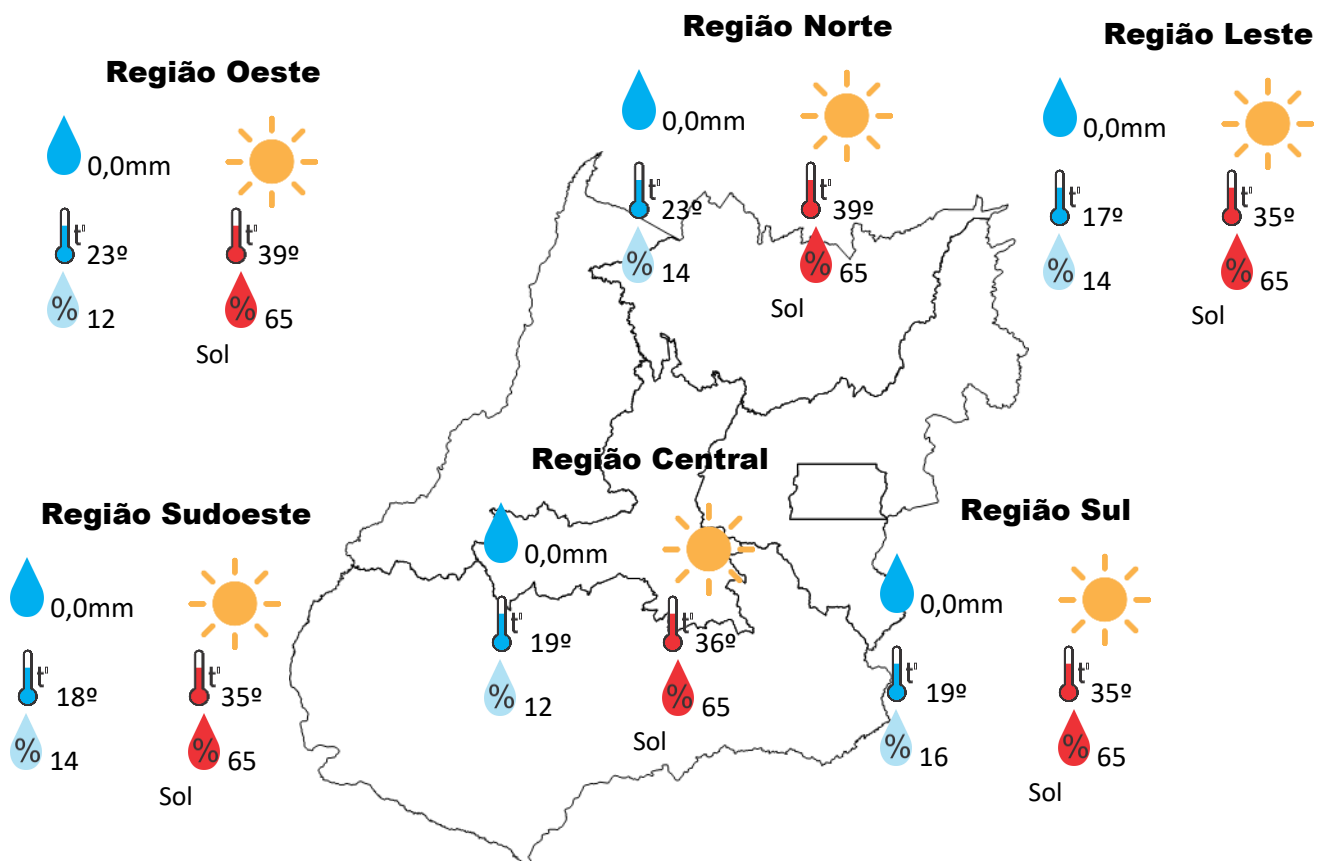 Região Norte
Região Leste
Região Oeste
0,0mm
23º
39º
% 12
% 65
Sol
0,0mm
t° 23º
t° 39º
% 14
% 65
Sol
0,0mm
t° 17º
t° 35º
% 14
% 65
Sol
Região Central
0,0mm
t° 19º
t° 36º
% 12
% 65
Sol
Região Sudoeste
0,0mm
t° 18º
t° 35º
% 14
% 65
Sol
Região Sul
0,0mm
t° 19º
t° 35º
% 16
% 65
Sol